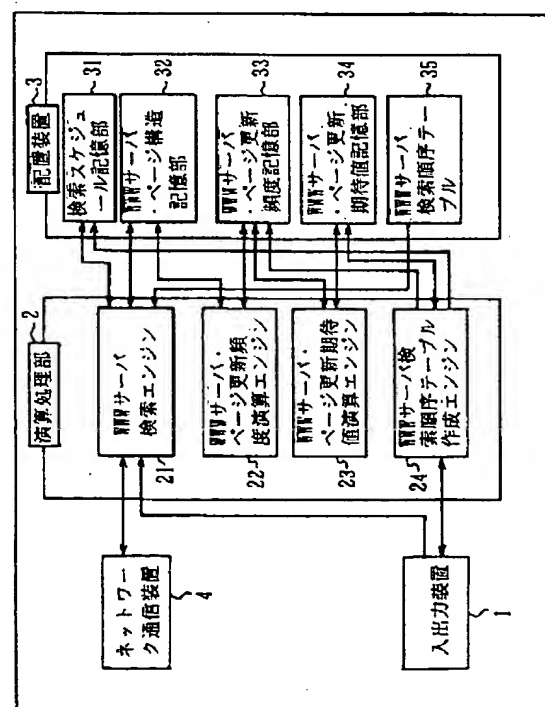 配置装置
3
検索スケジュ
ール記憶部
31
WWWサーバ
・ページ構造
記憶部
32
WWWサーバ
・ページ更新
頻度記憶部
33
WWWサーバ
・ページ更新
期待値記憶部
34
WWWサーバ
検索順序テー
ブル
35
演算処理部
2
WWWサーバ
検索エンジン
21
WWWサーバ・
ページ更新頻
度演算エンジン
22
WWWサーバ・
ページ更新期待
値演算エンジン
23
WWWサーバ検
索順序テーブル
作成エンジン
24
ネットワー
ク通信装置
4
入出力装置
1